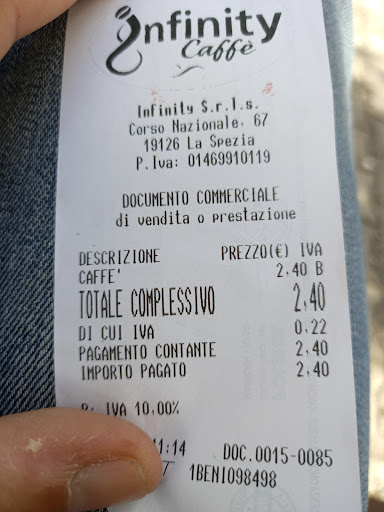 Infinity
Caffè
Infinity S.r.l.s.
Corso Nazionale, 67
19126 La Spezia
P.Iva: 01469910119
DOCUMENTO COMMERCIALE
di vendita o prestazione
DESCRIZIONE PREZZO(€) IVA
CAFFE' 2,40 B
TOTALE COMPLESSIVO 2,40
DI CUI IVA 0,22
PAGAMENTO CONTANTE 2,40
IMPORTO PAGATO 2,40
B: IVA 10,00%
11:14 DOC.0015-0085
1BENI098498